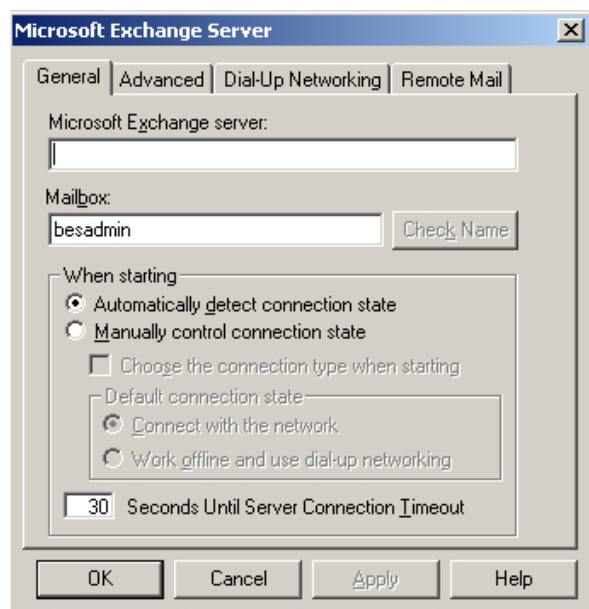 Microsoft Exchange Server
General Advanced Dial-Up Networking Remote Mail
Microsoft Exchange server:
Mailbox:
besadmin Check Name
When starting
Automatically detect connection state
Manually control connection state
Choose the connection type when starting
Default connection state
Connect with the network
Work offline and use dial-up networking
30 Seconds Until Server Connection Timeout
OK Cancel Apply Help